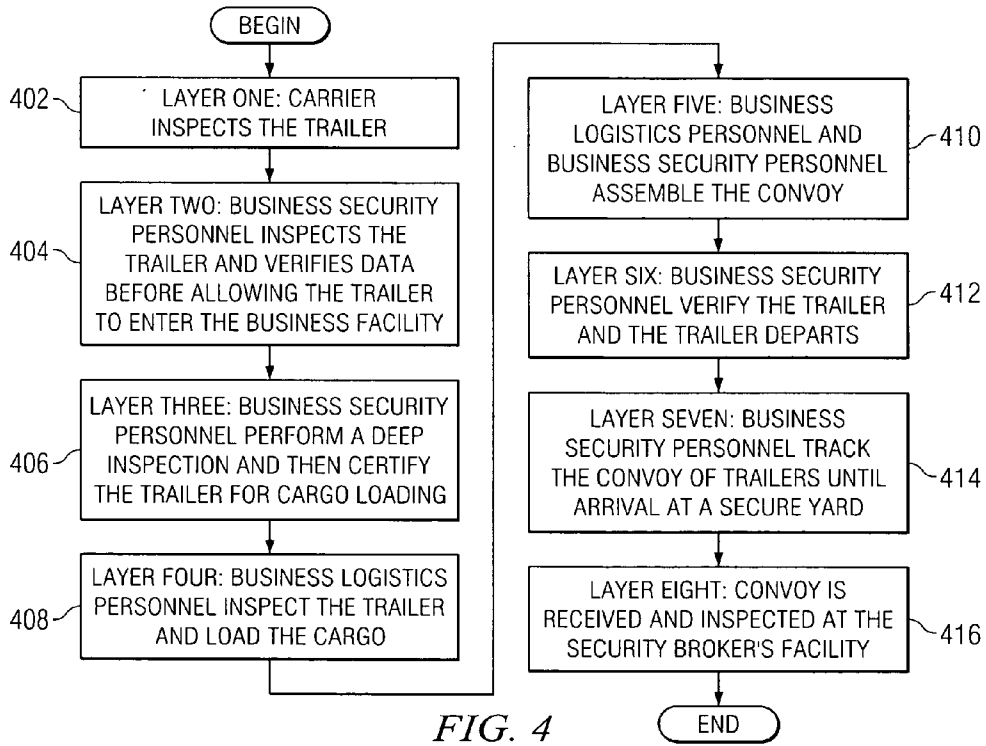 BEGIN
402
LAYER ONE: CARRIER
INSPECTS THE TRAILER
404
LAYER TWO: BUSINESS SECURITY
PERSONNEL INSPECTS THE
TRAILER AND VERIFIES DATA
BEFORE ALLOWING THE TRAILER
TO ENTER THE BUSINESS FACILITY
406
LAYER THREE: BUSINESS SECURITY
PERSONNEL PERFORM A DEEP
INSPECTION AND THEN CERTIFY
THE TRAILER FOR CARGO LOADING
408
LAYER FOUR: BUSINESS LOGISTICS
PERSONNEL INSPECT THE TRAILER
AND LOAD THE CARGO
LAYER FIVE: BUSINESS
LOGISTICS PERSONNEL AND
BUSINESS SECURITY PERSONNEL
ASSEMBLE THE CONVOY
410
LAYER SIX: BUSINESS SECURITY
PERSONNEL VERIFY THE TRAILER
AND THE TRAILER DEPARTS
412
LAYER SEVEN: BUSINESS
SECURITY PERSONNEL TRACK
THE CONVOY OF TRAILERS UNTIL
ARRIVAL AT A SECURE YARD
414
LAYER EIGHT: CONVOY IS
RECEIVED AND INSPECTED AT THE
SECURITY BROKER'S FACILITY
416
END
FIG. 4